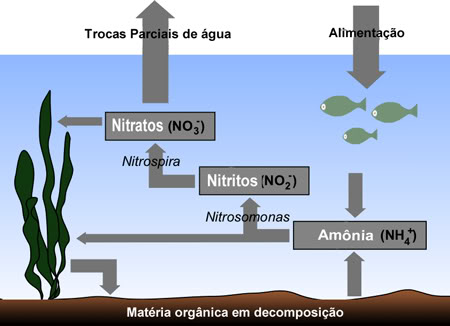 Trocas Parciais de água
Alimentação
Nitratos (NO₃⁻)
Nitrospira
Nitritos (NO₂⁻)
Nitrosomonas
Amônia (NH₄⁺)
Matéria orgânica em decomposição